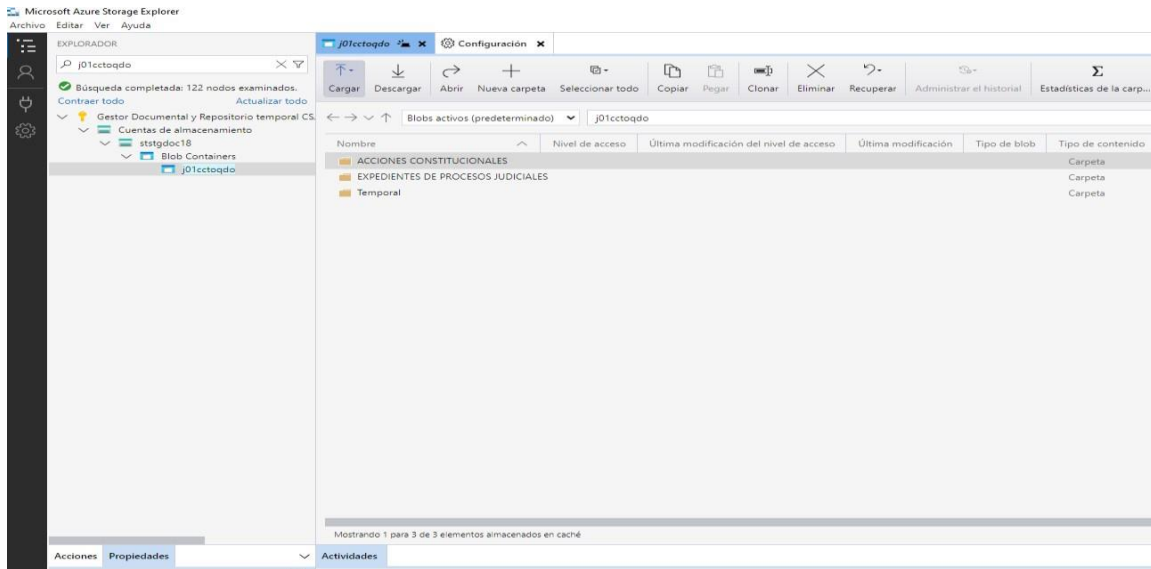 Microsoft Azure Storage Explorer
Archivo Editar Ver Ayuda
EXPLORADOR
j01cctoqdo
Búsqueda completada: 122 nodos examinados.
Contraer todo Actualizar todo
Gestor Documental y Repositorio temporal CS.
Cuentas de almacenamiento
ststgdoc18
Blob Containers
j01cctoqdo
j01cctoqdo Configuración
Cargar Descargar Abrir Nueva carpeta Seleccionar todo Copiar Pegar Clonar Eliminar Recuperar Administrar el historial Estadísticas de la carp...
Blobs activos (predeterminado) j01cctoqdo
Nombre Nivel de acceso Última modificación del nivel de acceso Última modificación Tipo de blob Tipo de contenido
ACCIONES CONSTITUCIONALES Carpeta
EXPEDIENTES DE PROCESOS JUDICIALES Carpeta
Temporal Carpeta
Mostrando 1 para 3 de 3 elementos almacenados en caché
Acciones Propiedades Actividades